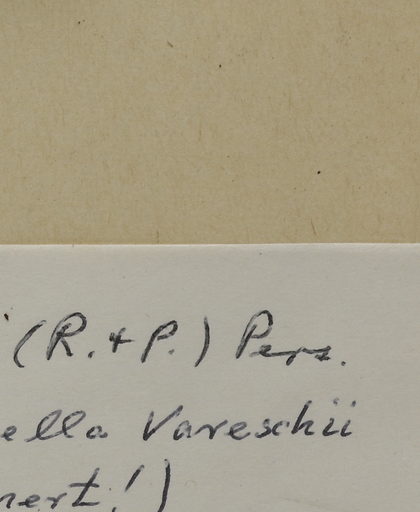 (R. + P.) Pers.
ella Vareschii
nert!)